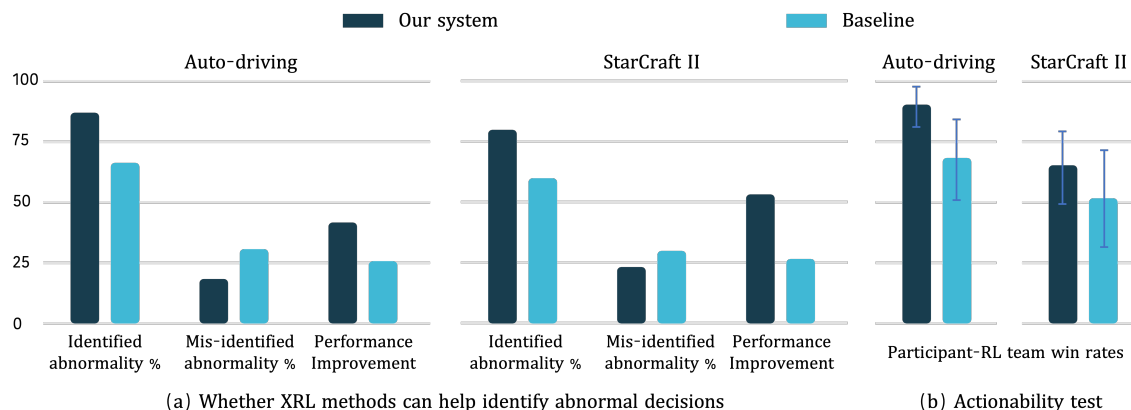 Our system
Baseline
Auto-driving
StarCraft II
Auto-driving
StarCraft II
100
75
50
25
0
Identified
abnormality %
Mis-identified
abnormality %
Performance
Improvement
Identified
abnormality %
Mis-identified
abnormality %
Performance
Improvement
Participant-RL team win rates
(a) Whether XRL methods can help identify abnormal decisions
(b) Actionability test